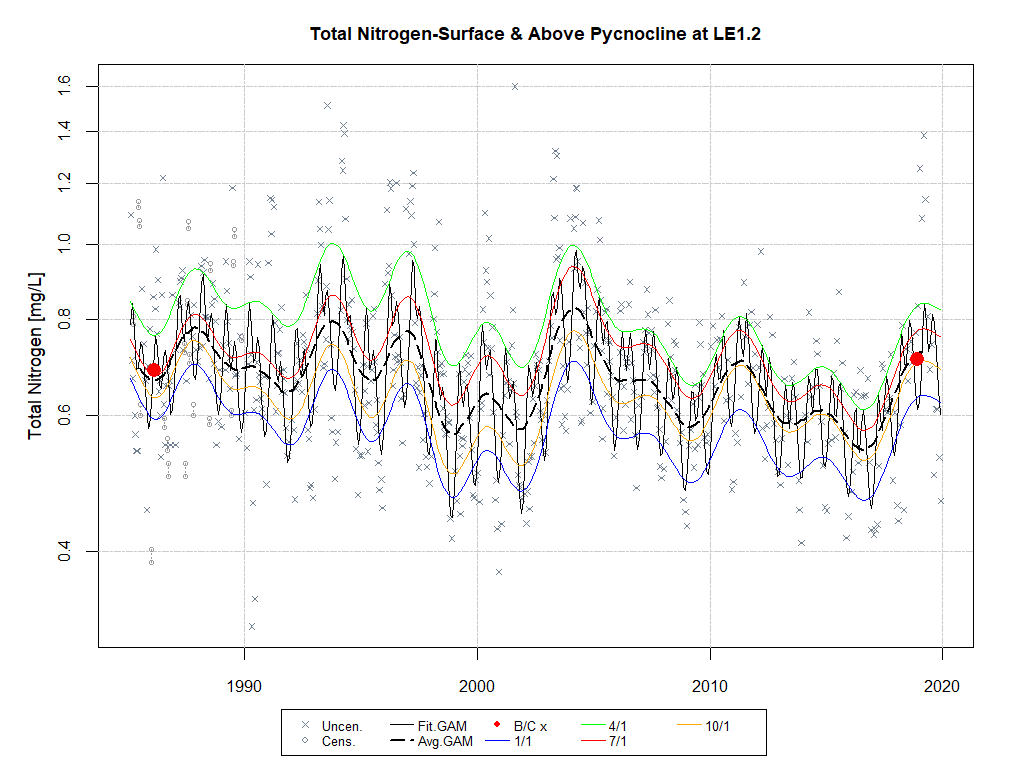 Total Nitrogen-Surface & Above Pycnocline at LE1.2
Total Nitrogen [mg/L]
1.6
1.4
1.2
1.0
0.8
0.6
0.4
1990 2000 2010 2020
Uncen. Fit.GAM B/C x 4/1 10/1
Cens. Avg.GAM 1/1 7/1